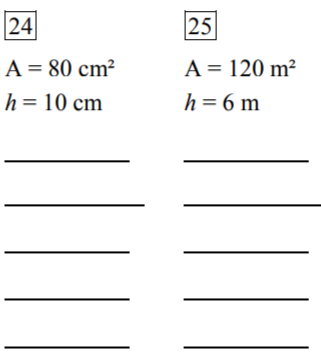 24 25
A = 80 cm² A = 120 m²
h = 10 cm h = 6 m